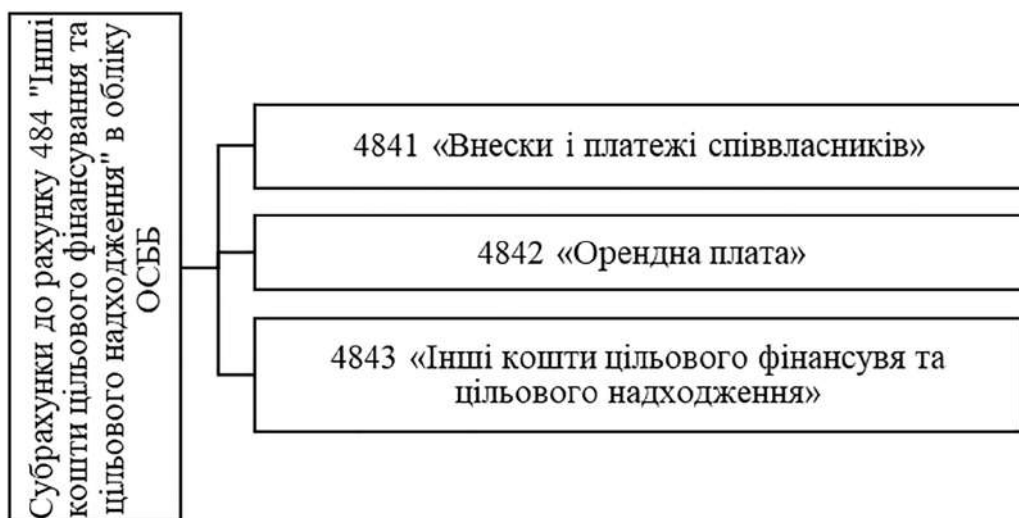 Субрахунки до рахунку 484 "Інші
кошти цільового фінансування та
цільового надходження" в обліку
ОСББ
4841 «Внески і платежі співвласників»
4842 «Орендна плата»
4843 «Інші кошти цільового фінансувя та
цільового надходження»